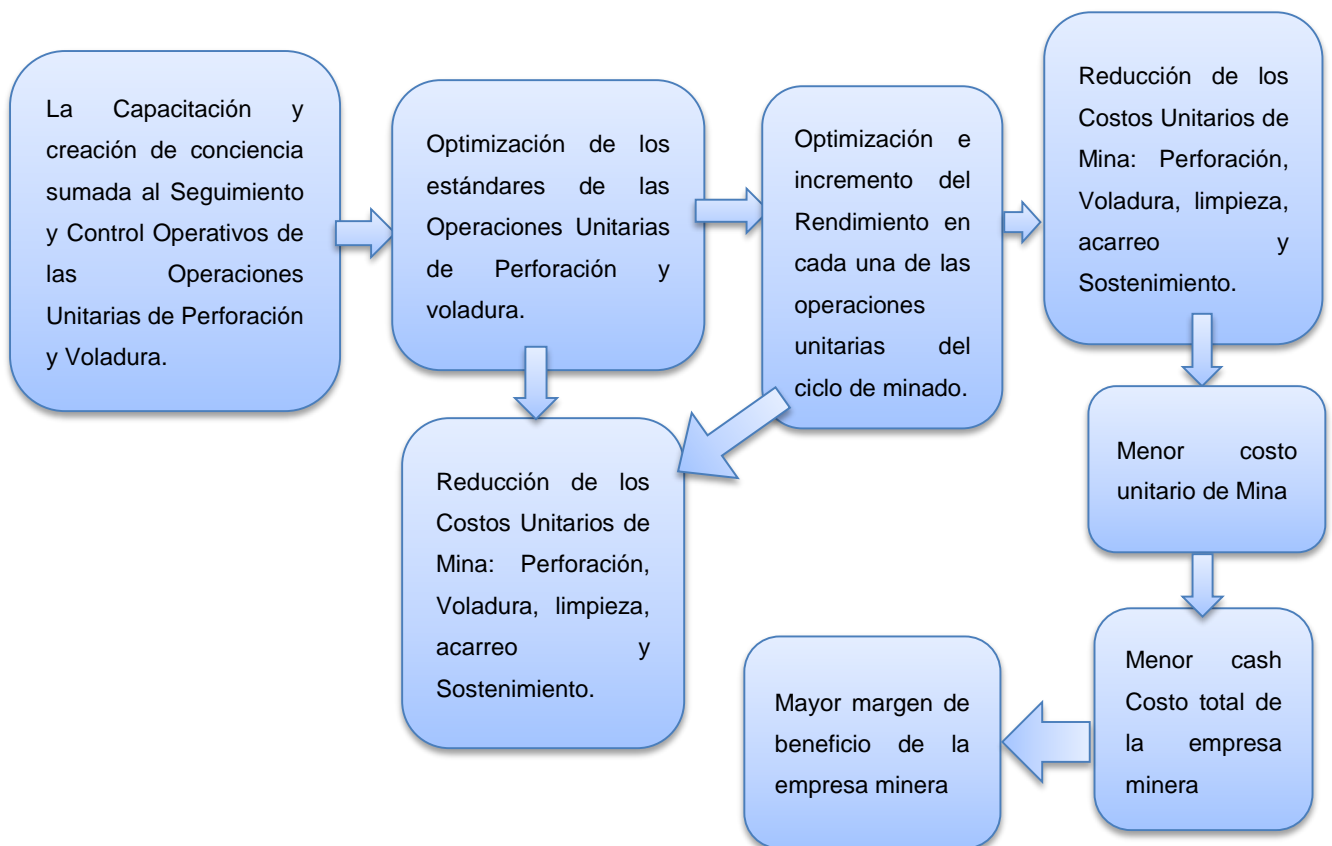 La Capacitación y
creación de conciencia
sumada al Seguimiento
y Control Operativos de
las Operaciones
Unitarias de Perforación
y Voladura.
Optimización de los
estándares de las
Operaciones Unitarias
de Perforación y
voladura.
Optimización e
incremento del
Rendimiento en
cada una de las
operaciones
unitarias del
ciclo de minado.
Reducción de los
Costos Unitarios de
Mina: Perforación,
Voladura, limpieza,
acarreo y
Sostenimiento.
Reducción de los
Costos Unitarios de
Mina: Perforación,
Voladura, limpieza,
acarreo y
Sostenimiento.
Menor costo
unitario de Mina
Menor cash
Costo total de
la empresa
minera
Mayor margen de
beneficio de la
empresa minera